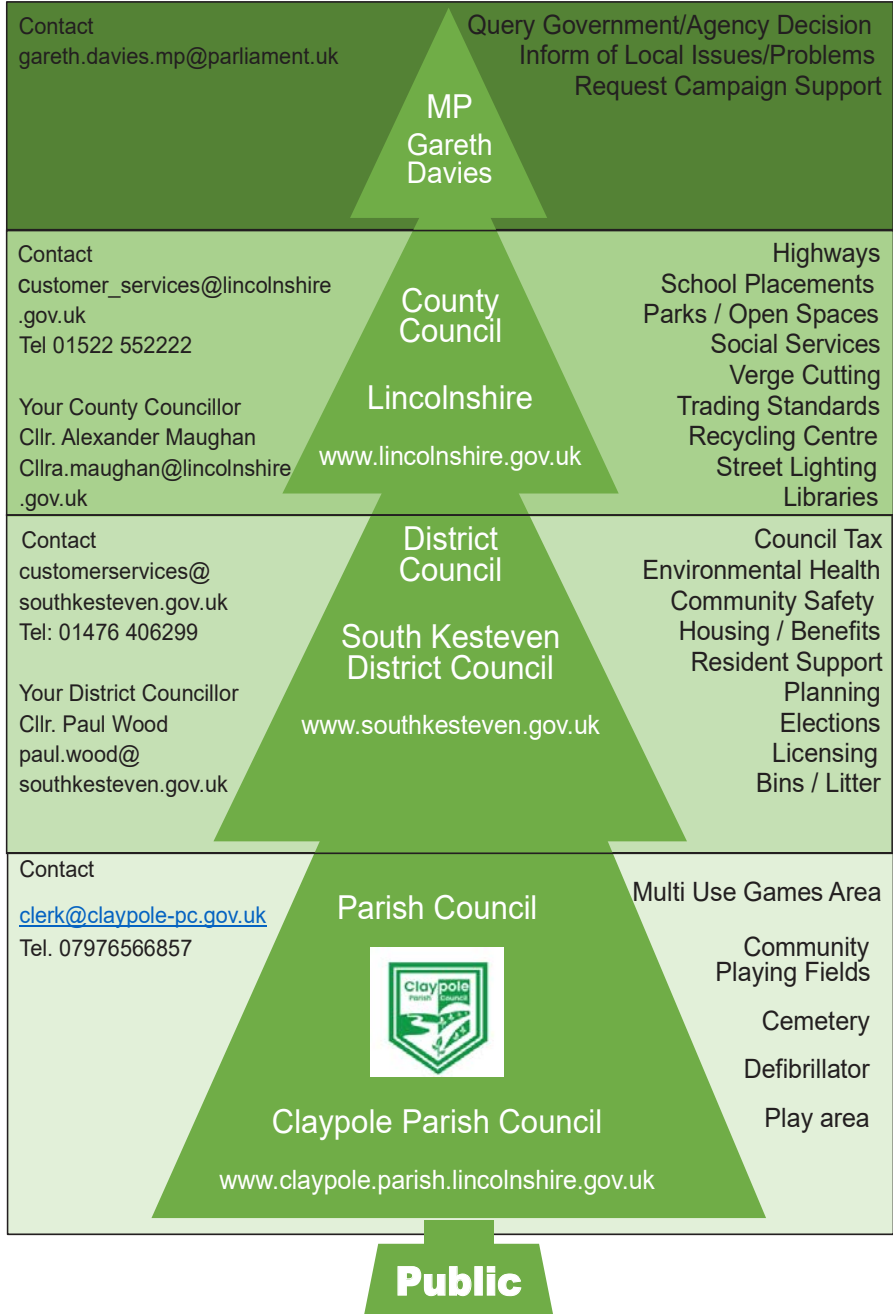 Contact
gareth.davies.mp@parliament.uk
MP
Gareth
Davies
Query Government/Agency Decision
Inform of Local Issues/Problems
Request Campaign Support
Contact
customer_services@lincolnshire
.gov.uk
Tel 01522 552222
Your County Councillor
Cllr. Alexander Maughan
Cllra.maughan@lincolnshire
.gov.uk
County
Council
Lincolnshire
www.lincolnshire.gov.uk
Highways
School Placements
Parks / Open Spaces
Social Services
Verge Cutting
Trading Standards
Recycling Centre
Street Lighting
Libraries
Contact
customerservices@
southkesteven.gov.uk
Tel: 01476 406299
Your District Councillor
Cllr. Paul Wood
paul.wood@
southkesteven.gov.uk
District
Council
South Kesteven
District Council
www.southkesteven.gov.uk
Council Tax
Environmental Health
Community Safety
Housing / Benefits
Resident Support
Planning
Elections
Licensing
Bins / Litter
Contact
clerk@claypole-pc.gov.uk
Tel. 07976566857
Parish Council
Claypole
Parish Council
Claypole Parish Council
www.claypole.parish.lincolnshire.gov.uk
Multi Use Games Area
Community
Playing Fields
Cemetery
Defibrillator
Play area
Public